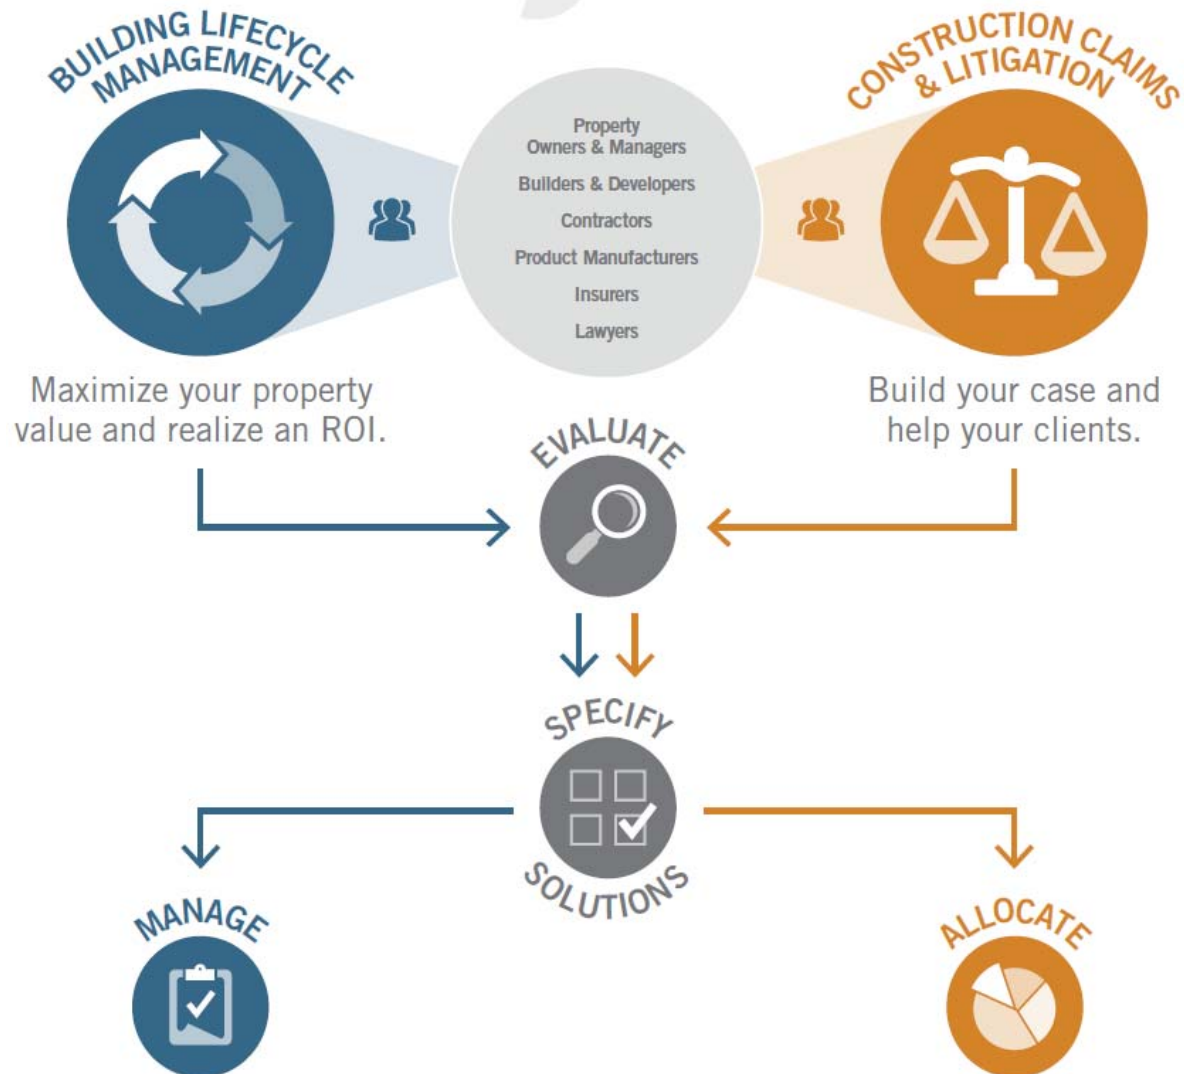 BUILDING LIFECYCLE
MANAGEMENT
CONSTRUCTION CLAIMS
& LITIGATION
Property
Owners & Managers
Builders & Developers
Contractors
Product Manufacturers
Insurers
Lawyers
Maximize your property
value and realize an ROI.
Build your case and
help your clients.
EVALUATE
SPECIFY
SOLUTIONS
MANAGE
ALLOCATE